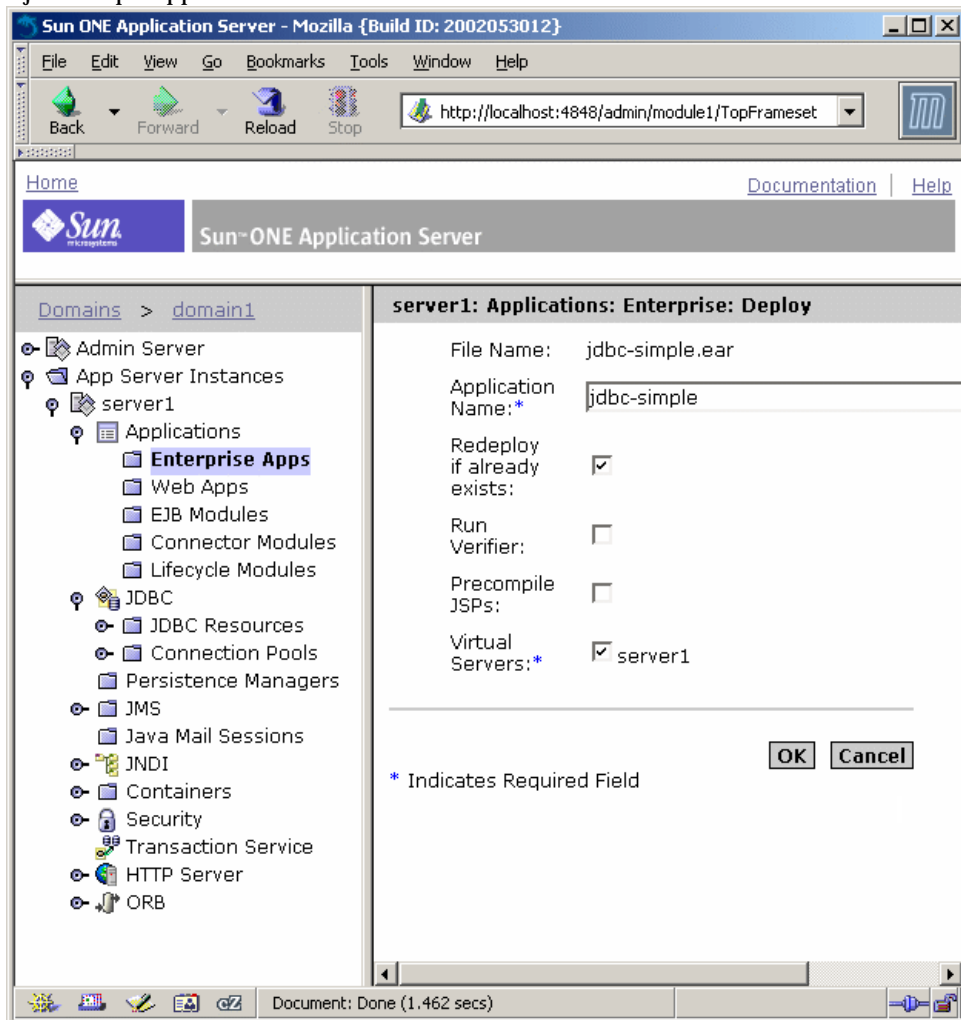 Sun ONE Application Server - Mozilla {Build ID: 2002053012}
File Edit View Go Bookmarks Tools Window Help
Back Forward Reload Stop
http://localhost:4848/admin/module1/TopFrameset
Home
Documentation | Help
Sun microsystems
Sun™ ONE Application Server
Domains > domain1
Admin Server
App Server Instances
server1
Applications
Enterprise Apps
Web Apps
EJB Modules
Connector Modules
Lifecycle Modules
JDBC
JDBC Resources
Connection Pools
Persistence Managers
JMS
Java Mail Sessions
JNDI
Containers
Security
Transaction Service
HTTP Server
ORB
server1: Applications: Enterprise: Deploy
File Name: jdbc-simple.ear
Application
Name:* jdbc-simple
Redeploy
if already
exists:
Run
Verifier:
Precompile
JSPs:
Virtual
Servers:* server1
OK Cancel
* Indicates Required Field
Document: Done (1.462 secs)